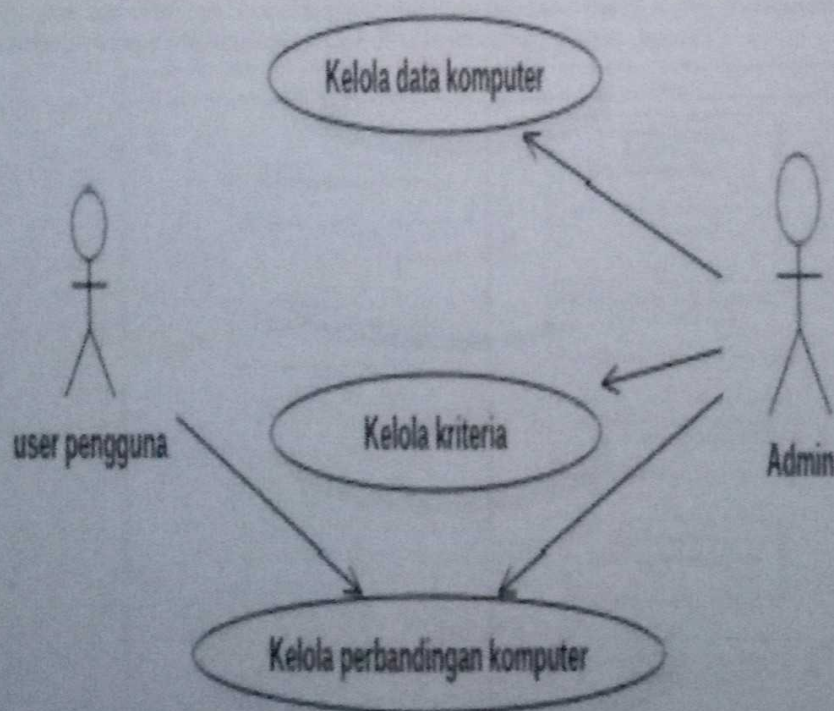 Kelola data komputer
user pengguna
Kelola kriteria
Admin
Kelola perbandingan komputer